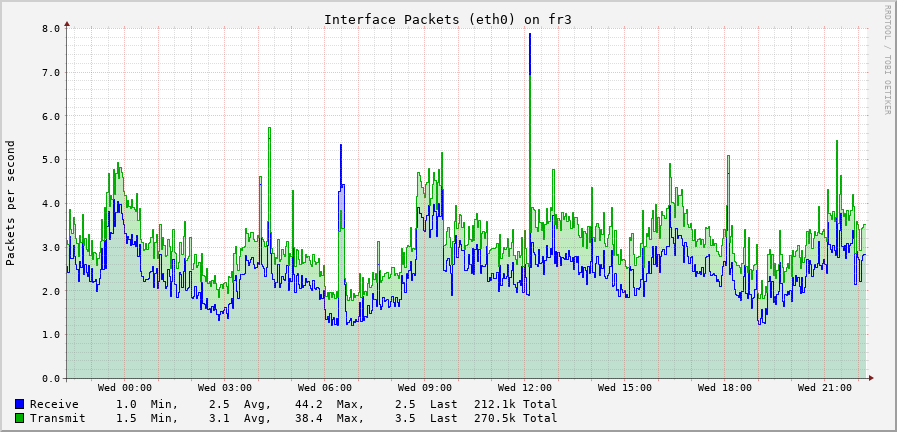 Interface Packets (eth0) on fr3
RRDTOOL / TOBI OETIKER
Packets per second
8.0
7.0
6.0
5.0
4.0
3.0
2.0
1.0
0.0
Wed 00:00 Wed 03:00 Wed 06:00 Wed 09:00 Wed 12:00 Wed 15:00 Wed 18:00 Wed 21:00
Receive 1.0 Min, 2.5 Avg, 44.2 Max, 2.5 Last 212.1k Total
Transmit 1.5 Min, 3.1 Avg, 38.4 Max, 3.5 Last 270.5k Total